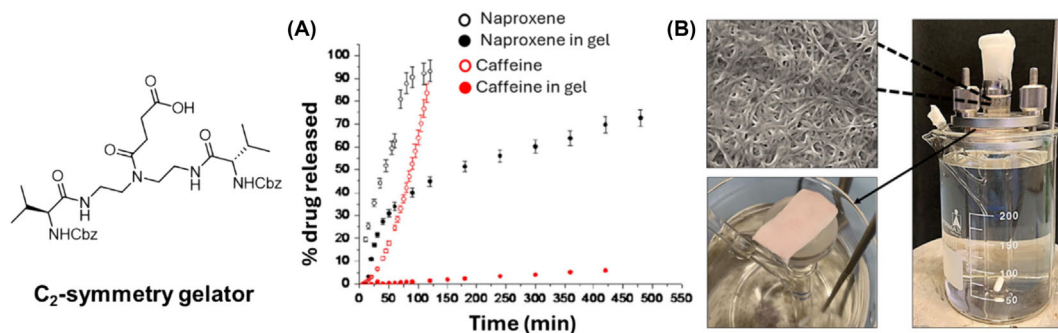 (A)
(B)
Naproxene
Naproxene in gel
Caffeine
Caffeine in gel
% drug released
100
90
80
70
60
50
40
30
20
10
0
0 50 100 150 200 250 300 350 400 450 500 550
Time (min)
OH
O
O
O
N
N
H
H
N
NHCbz
O
NHCbz
C₂-symmetry gelator
200
150
100
50